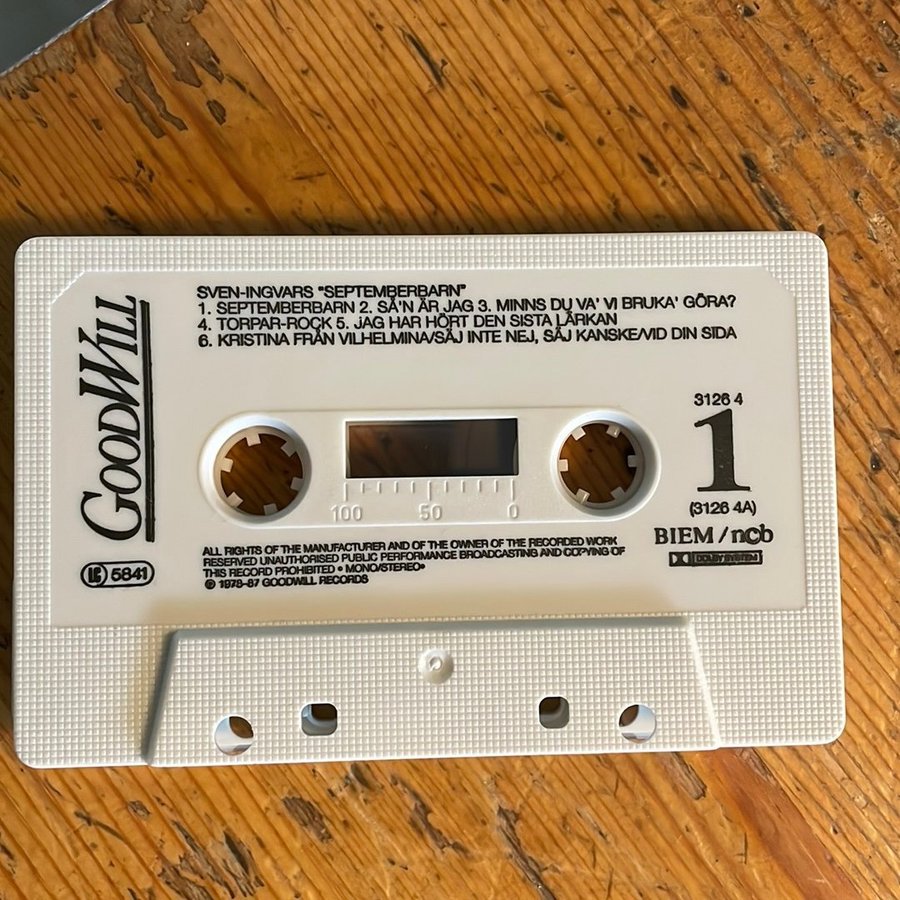 GOODWILL
SVEN-INGVARS "SEPTEMBERBARN"
1. SEPTEMBERBARN 2. SÅ'N ÄR JAG 3. MINNS DU VA' VI BRUKA' GÖRA?
4. TORPAR-ROCK 5. JAG HAR HÖRT DEN SISTA LÄRKAN
6. KRISTINA FRÅN VILHELMINA/SÄJ INTE NEJ, SÄJ KANSKE/VID DIN SIDA
3126 4
1
(3126 4A)
BIEM / ncb
DOLBY SYSTEM
100 50 0
ALL RIGHTS OF THE MANUFACTURER AND OF THE OWNER OF THE RECORDED WORK
RESERVED UNAUTHORISED PUBLIC PERFORMANCE BROADCASTING AND COPYING OF
THIS RECORD PROHIBITED • MONO/STEREO•
℗ 1978-87 GOODWILL RECORDS
LC 5841